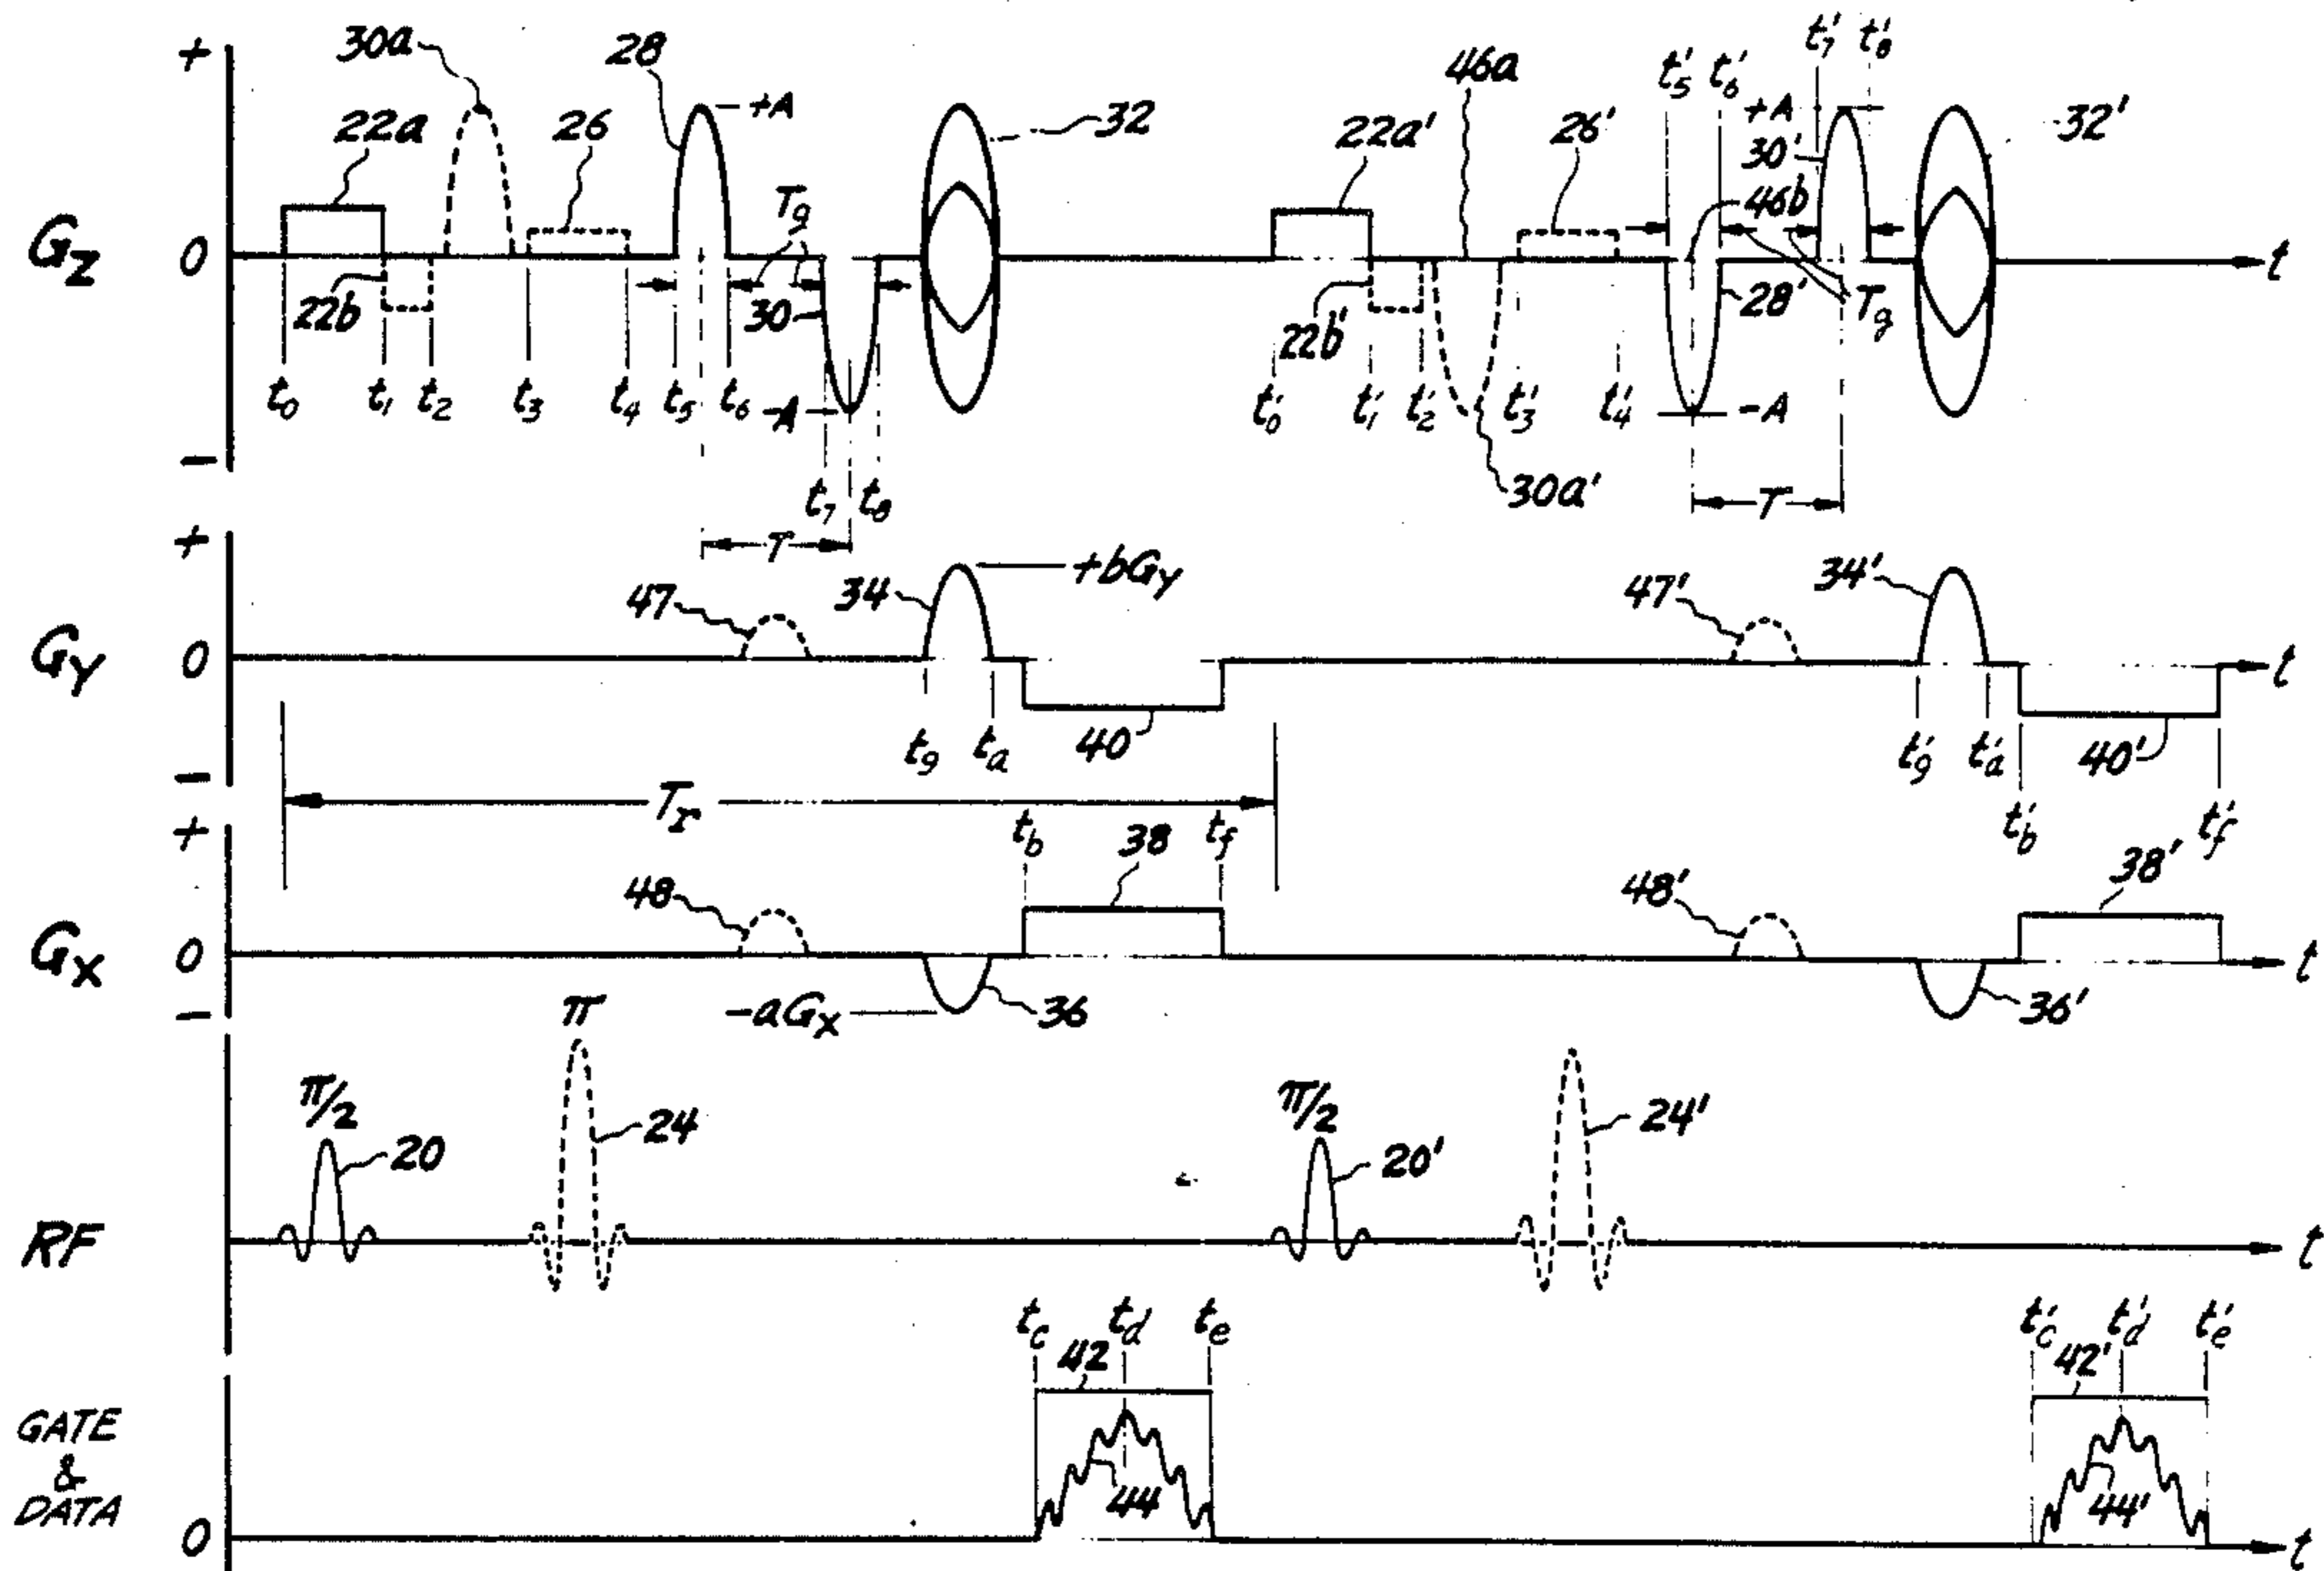 +
30a
28
46a
t'5
t'6
t'7
t'8
22a
26
+A
32
22a'
26'
+A
32'
30'
Tg
46b
GZ
0
t
22b
30
22b'
28'
Tg
t0
t1
t2
t3
t4
t5
t6
-A
t'0
t'1
t'2
t'3
t'4
-A
−
t7
t8
30a'
T
T
+
+bGY
47
34
47'
34'
GY
0
t
t9
ta
40
t'9
t'a
40'
−
Tr
t'b
t'f
+
tb
38
tf
38'
48
48'
GX
0
t
−
-aGX
36
36'
π
π/2
24
π/2
24'
20
20'
RF
t
tc
td
te
t'c
t'd
t'e
42
42'
GATE
&
DATA
44
44'
0
t